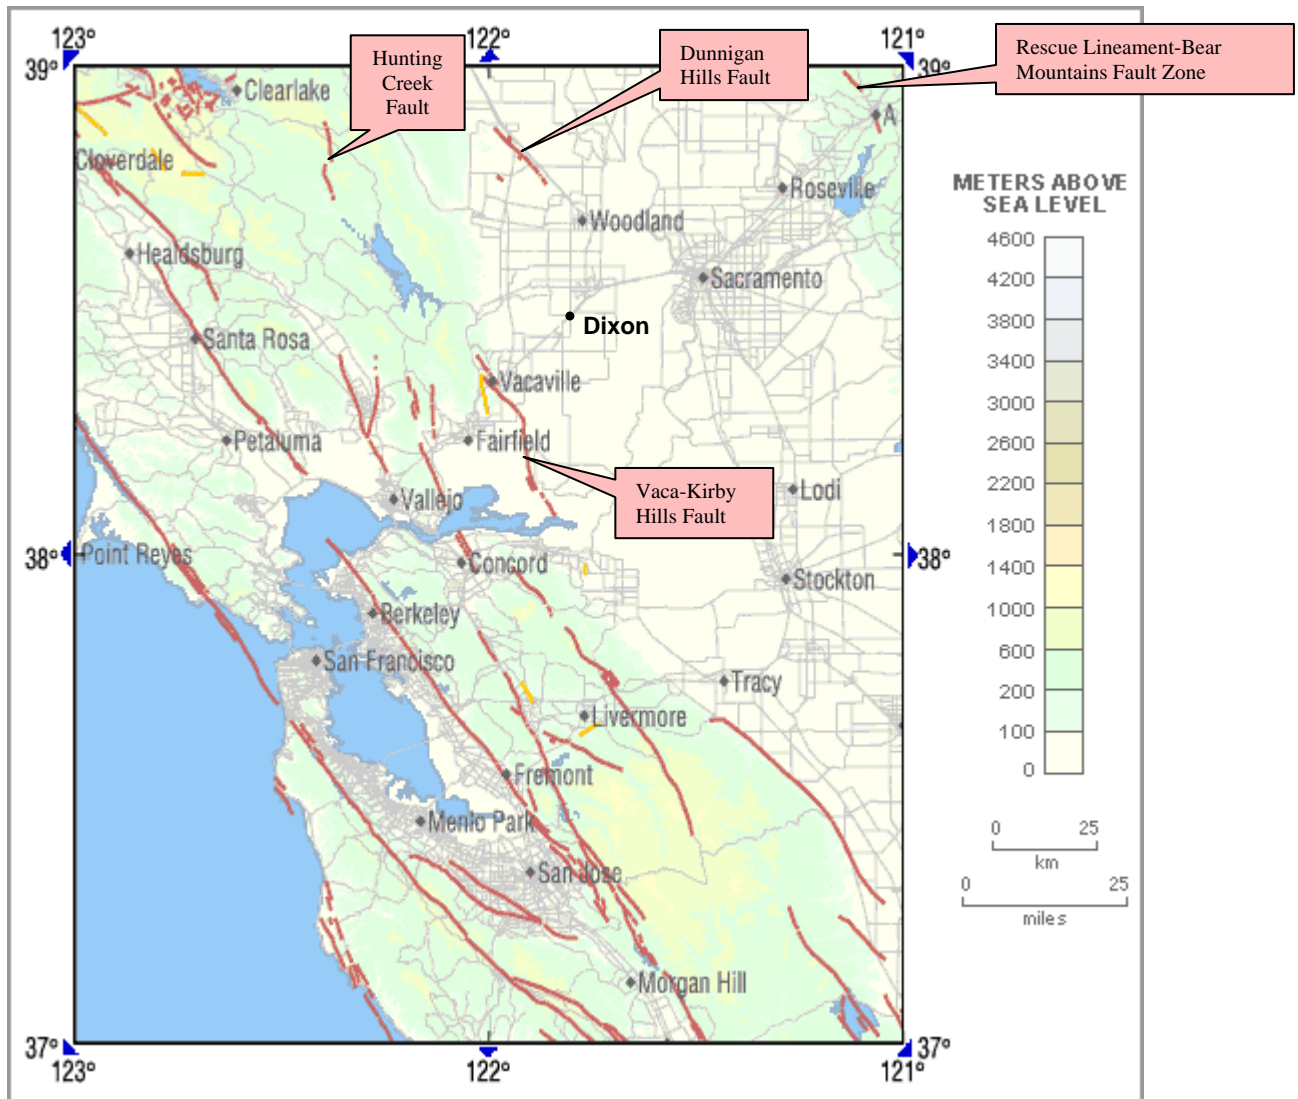 123°
122°
121°
39°
39°
Hunting
Creek
Fault
Dunnigan
Hills Fault
Rescue Lineament-Bear
Mountains Fault Zone
Clearlake
A
Cloverdale
Roseville
METERS ABOVE
SEA LEVEL
Woodland
Healdsburg
4600
Sacramento
4200
Dixon
3800
Santa Rosa
3400
Vacaville
3000
Petaluma
Fairfield
2600
Vaca-Kirby
Hills Fault
Vallejo
Lodi
2200
1800
38°
Point Reyes
Concord
Stockton
1400
Berkeley
1000
San Francisco
600
Tracy
200
Livermore
100
Fremont
0
Menlo Park
0 25
km
San Jose
0 25
miles
Morgan Hill
37°
37°
123°
122°
121°
38°